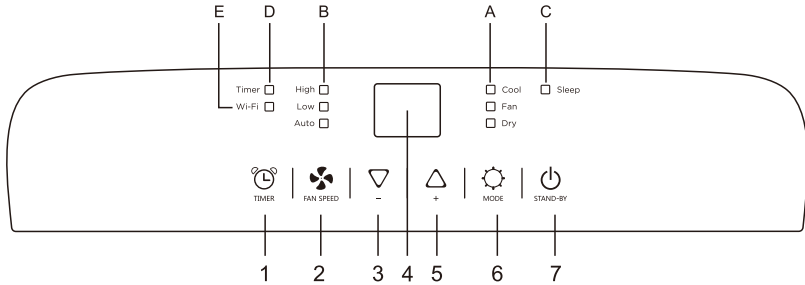 E D B A C
Timer High Cool Sleep
Wi-Fi Low Fan
Auto Dry
TIMER FAN SPEED − + MODE STAND-BY
1 2 3 4 5 6 7